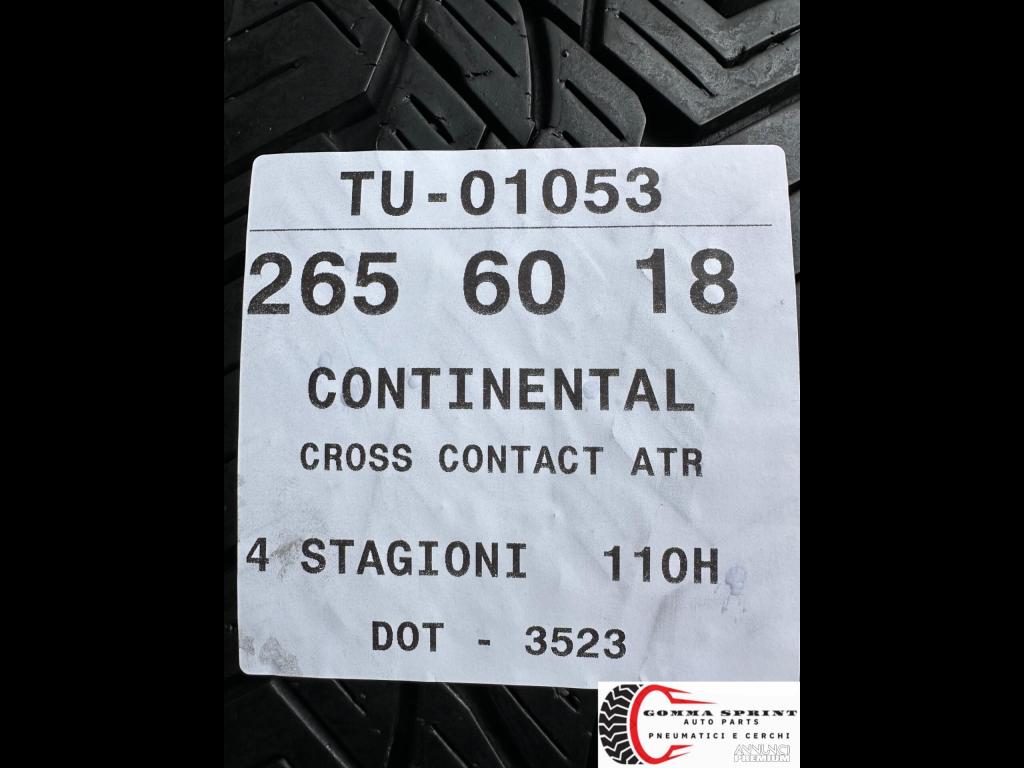 TU-01053
265 60 18
CONTINENTAL
CROSS CONTACT ATR
4 STAGIONI 110H
DOT - 3523
GOMMA SPRINT
AUTO PARTS
PNEUMATICI E CERCHI
ANNUNCI
PREMIUM